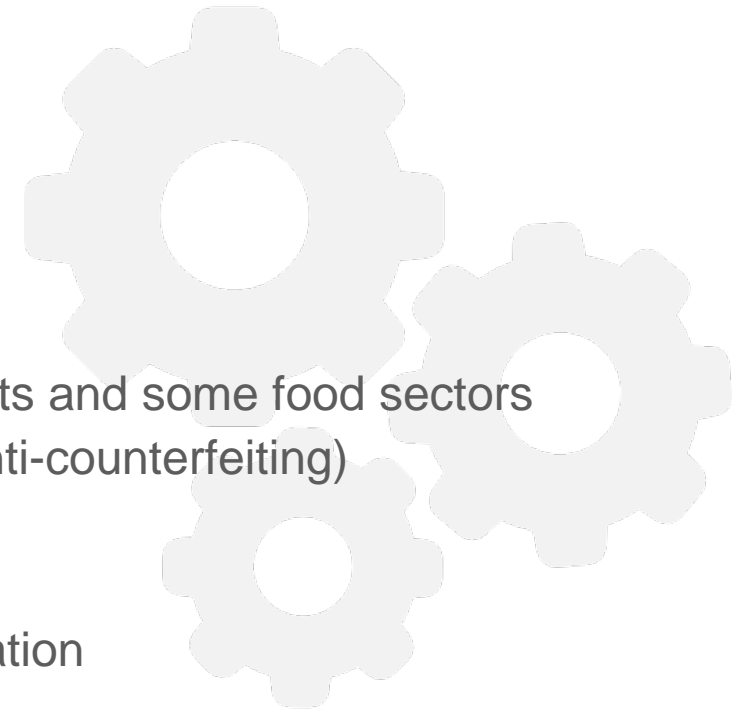 ts and some food sectors
nti-counterfeiting)
ation